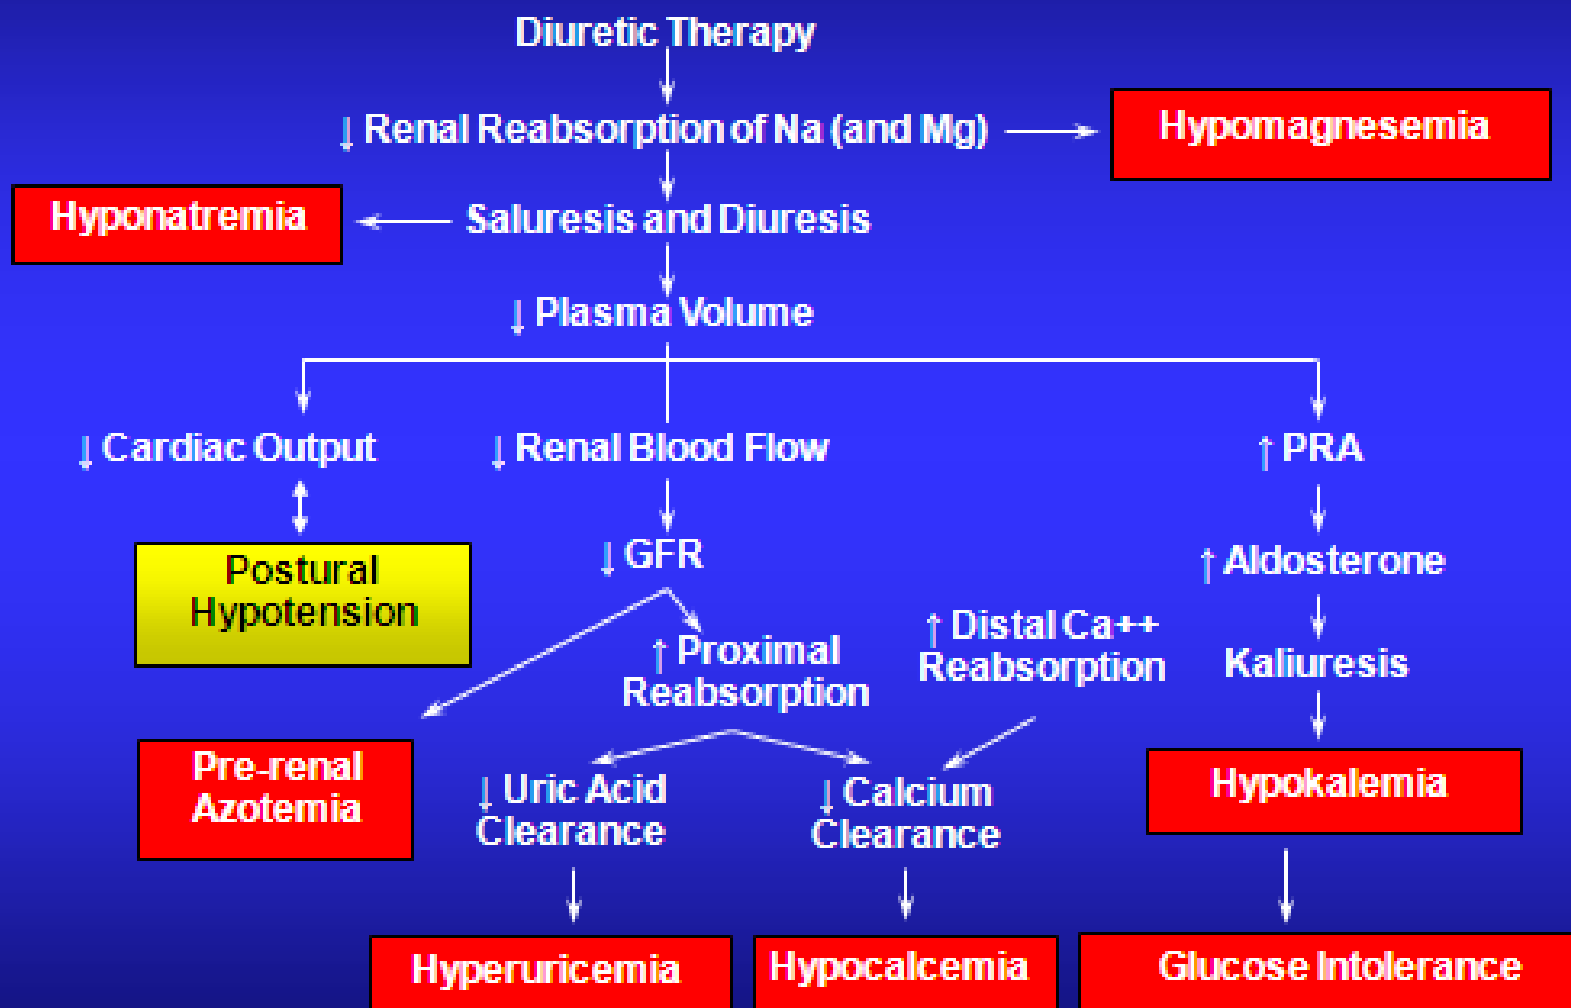 Diuretic Therapy
↓ Renal Reabsorption of Na (and Mg)
Hypomagnesemia
Hyponatremia
Saluresis and Diuresis
↓ Plasma Volume
↓ Cardiac Output
↓ Renal Blood Flow
↑ PRA
Postural
Hypotension
↓ GFR
↑ Aldosterone
↑ Proximal
Reabsorption
↑ Distal Ca++
Reabsorption
Kaliuresis
Pre-renal
Azotemia
↓ Uric Acid
Clearance
↓ Calcium
Clearance
Hypokalemia
Hyperuricemia
Hypocalcemia
Glucose Intolerance